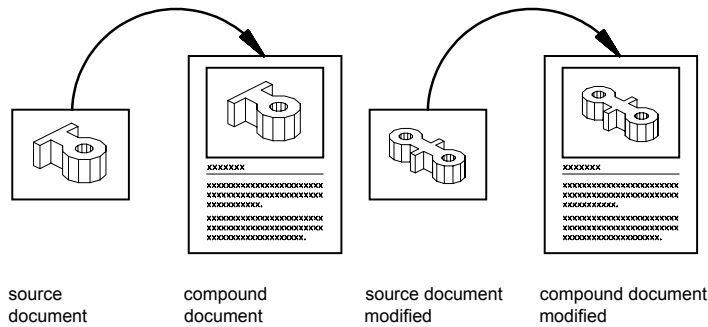 xxxxxxx
xxxxxxxxxxxxxxxxxxxxxxxx
xxxxxxxxxxxxxxxxxxxxxxxx
xxxxxxxxxxx.
xxxxxxxxxxxxxxxxxxxxxxxx
xxxxxxxxxxxxxxxxxxxxxxxx
xxxxxxxxxxxxxxxxxxxx.
xxxxxxx
xxxxxxxxxxxxxxxxxxxxxxxx
xxxxxxxxxxxxxxxxxxxxxxxx
xxxxxxxxxxx.
xxxxxxxxxxxxxxxxxxxxxxxx
xxxxxxxxxxxxxxxxxxxxxxxx
xxxxxxxxxxxxxxxxxxxx.
source
document
compound
document
source document
modified
compound document
modified